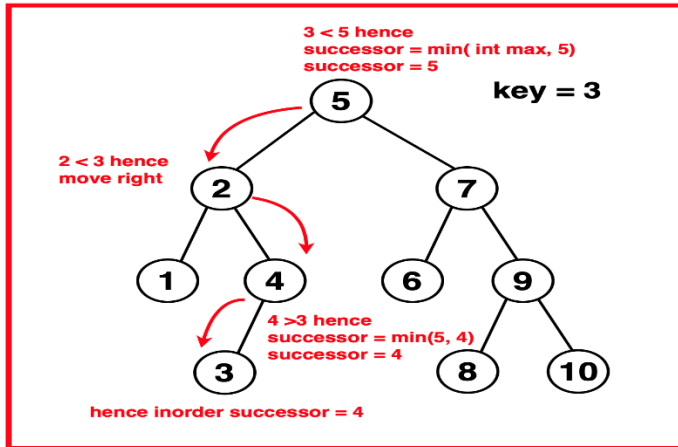 3 < 5 hence
successor = min( int max, 5)
successor = 5
key = 3
5
2 < 3 hence
move right
2
7
1
4
6
9
4 >3 hence
successor = min(5, 4)
successor = 4
3
8
10
hence inorder successor = 4